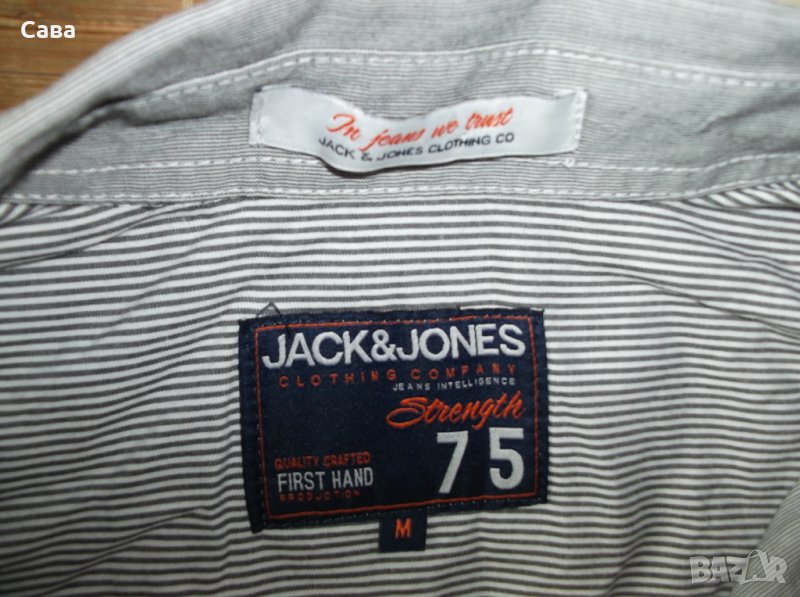 Сава
In jeans we trust
JACK & JONES CLOTHING CO
JACK&JONES
CLOTHING COMPANY
JEANS INTELLIGENCE
Strength
75
QUALITY CRAFTED
FIRST HAND
PRODUCTION
M
BAZAR